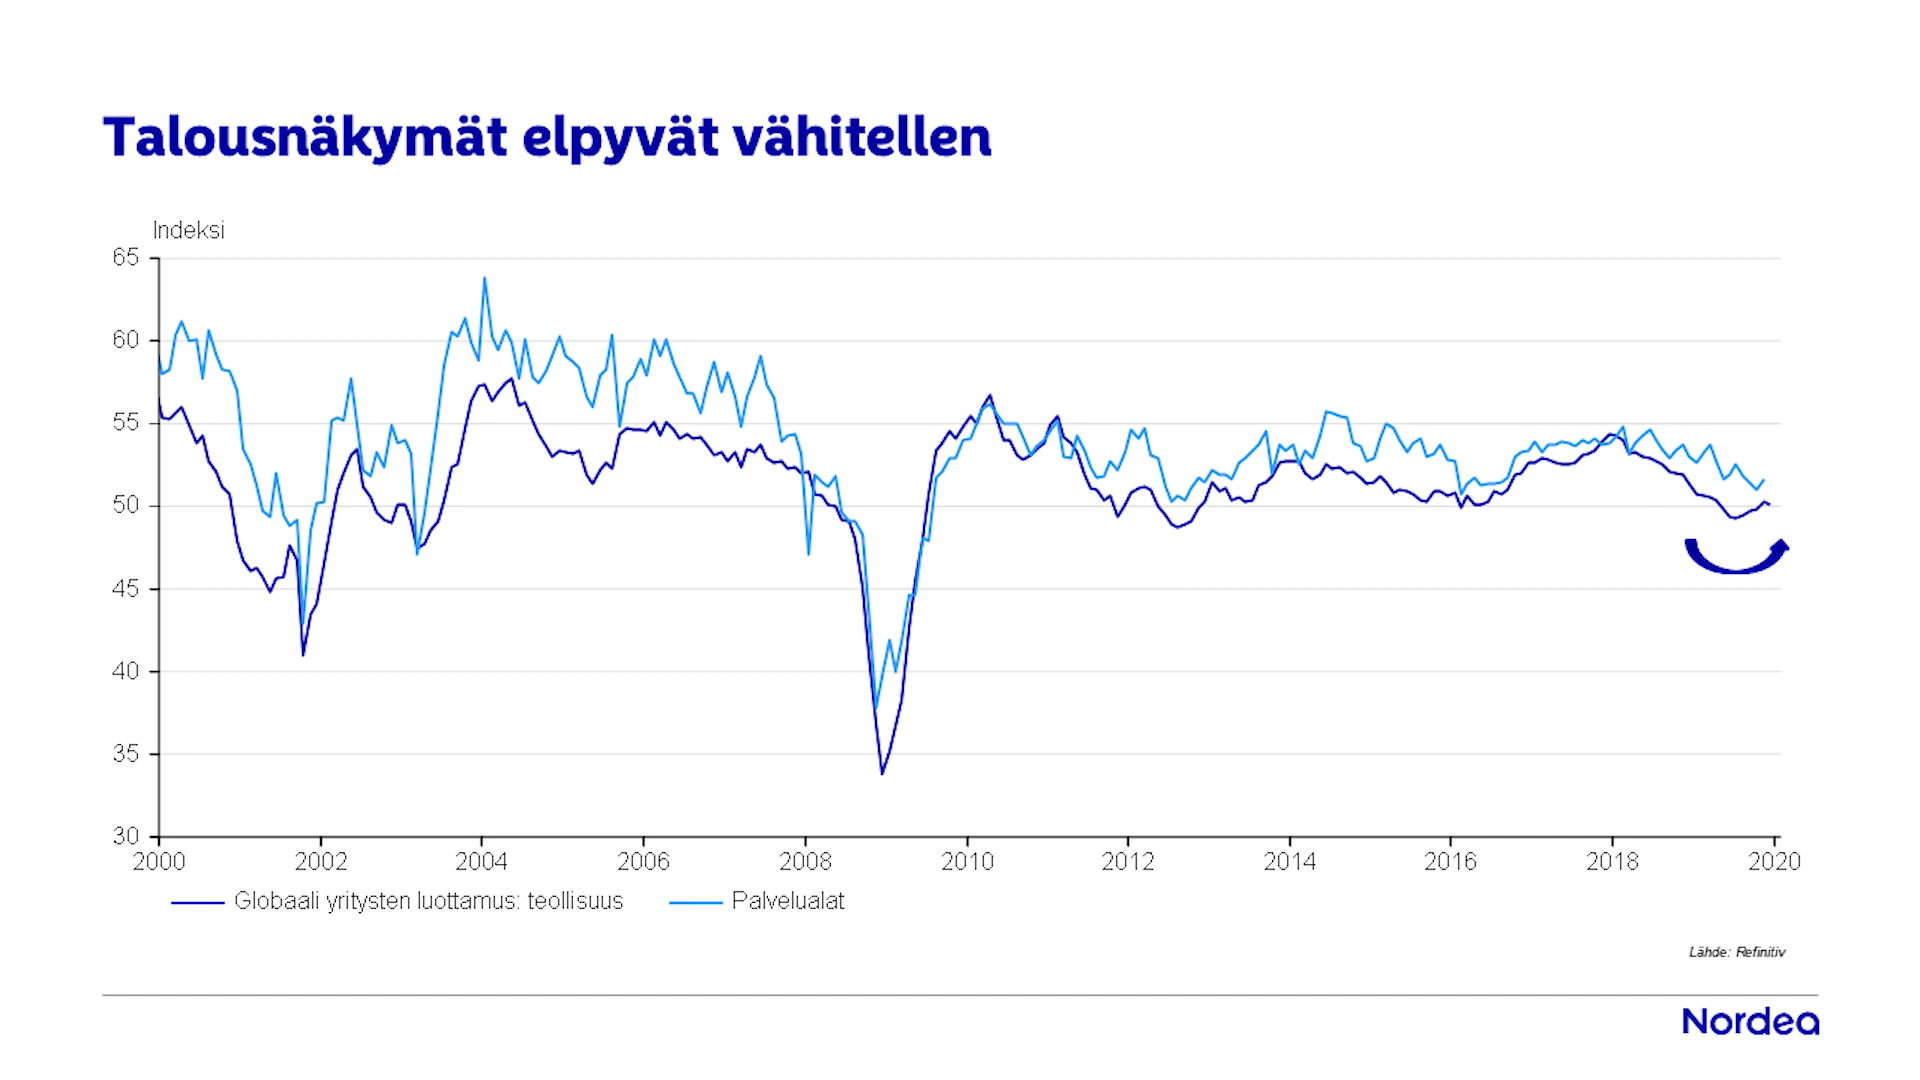 Talousnäkymät elpyvät vähitellen
Indeksi
65
60
55
50
45
40
35
30
2000 2002 2004 2006 2008 2010 2012 2014 2016 2018 2020
Globaali yritysten luottamus: teollisuus Palvelualat
Lähde: Refinitiv
Nordea